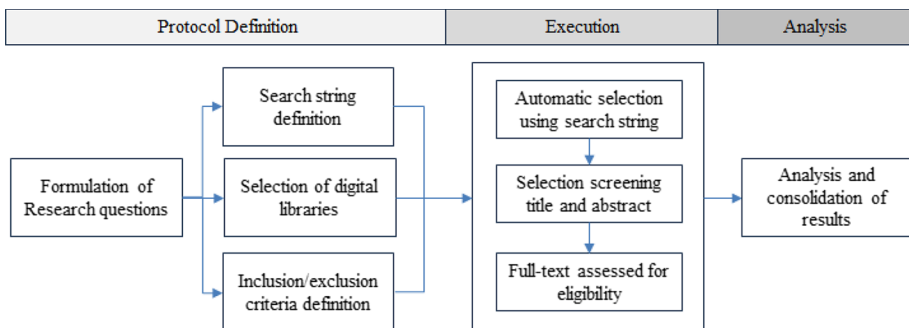 Protocol Definition
Execution
Analysis
Search string
definition
Formulation of
Research questions
Selection of digital
libraries
Inclusion/exclusion
criteria definition
Automatic selection
using search string
Selection screening
title and abstract
Full-text assessed for
eligibility
Analysis and
consolidation of
results